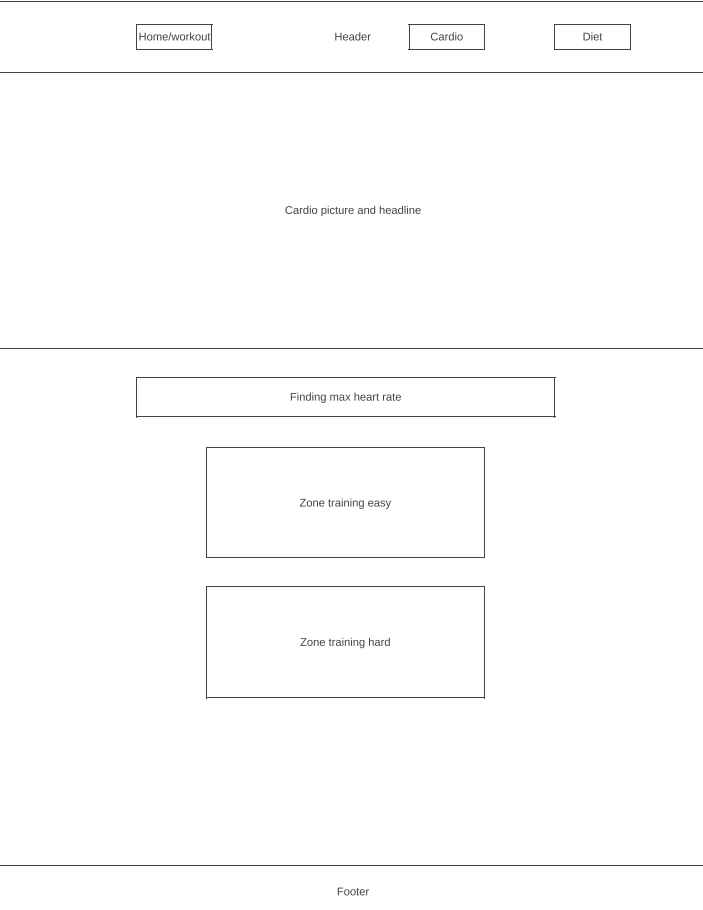 Home/workout
Header
Cardio
Diet
Cardio picture and headline
Finding max heart rate
Zone training easy
Zone training hard
Footer